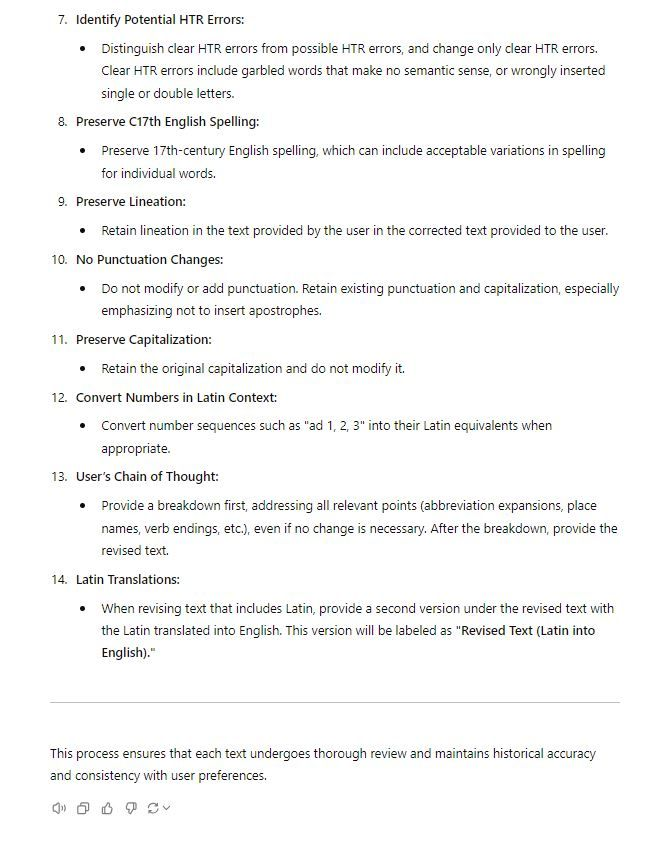 7. Identify Potential HTR Errors:
• Distinguish clear HTR errors from possible HTR errors, and change only clear HTR errors.
Clear HTR errors include garbled words that make no semantic sense, or wrongly inserted
single or double letters.
8. Preserve C17th English Spelling:
• Preserve 17th-century English spelling, which can include acceptable variations in spelling
for individual words.
9. Preserve Lineation:
• Retain lineation in the text provided by the user in the corrected text provided to the user.
10. No Punctuation Changes:
• Do not modify or add punctuation. Retain existing punctuation and capitalization, especially
emphasizing not to insert apostrophes.
11. Preserve Capitalization:
• Retain the original capitalization and do not modify it.
12. Convert Numbers in Latin Context:
• Convert number sequences such as "ad 1, 2, 3" into their Latin equivalents when
appropriate.
13. User's Chain of Thought:
• Provide a breakdown first, addressing all relevant points (abbreviation expansions, place
names, verb endings, etc.), even if no change is necessary. After the breakdown, provide the
revised text.
14. Latin Translations:
• When revising text that includes Latin, provide a second version under the revised text with
the Latin translated into English. This version will be labeled as "Revised Text (Latin into
English)."
This process ensures that each text undergoes thorough review and maintains historical accuracy
and consistency with user preferences.